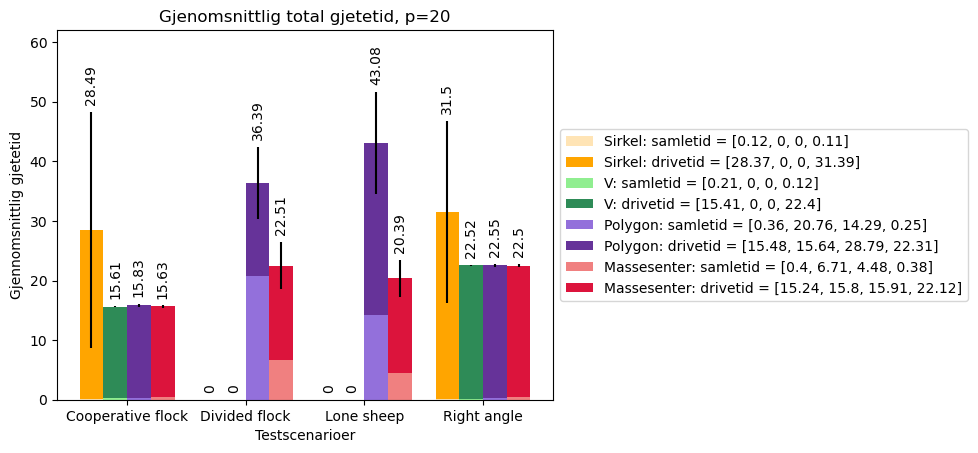 Gjenomsnittlig total gjetetid, p=20
Gjennomsnittlig gjetetid
60
50
40
30
20
10
0
28.49
15.61
15.83
15.63
0
0
36.39
22.51
0
0
43.08
20.39
31.5
22.52
22.55
22.5
Cooperative flock
Divided flock
Lone sheep
Right angle
Testscenarioer
Sirkel: samletid = [0.12, 0, 0, 0.11]
Sirkel: drivetid = [28.37, 0, 0, 31.39]
V: samletid = [0.21, 0, 0, 0.12]
V: drivetid = [15.41, 0, 0, 22.4]
Polygon: samletid = [0.36, 20.76, 14.29, 0.25]
Polygon: drivetid = [15.48, 15.64, 28.79, 22.31]
Massesenter: samletid = [0.4, 6.71, 4.48, 0.38]
Massesenter: drivetid = [15.24, 15.8, 15.91, 22.12]